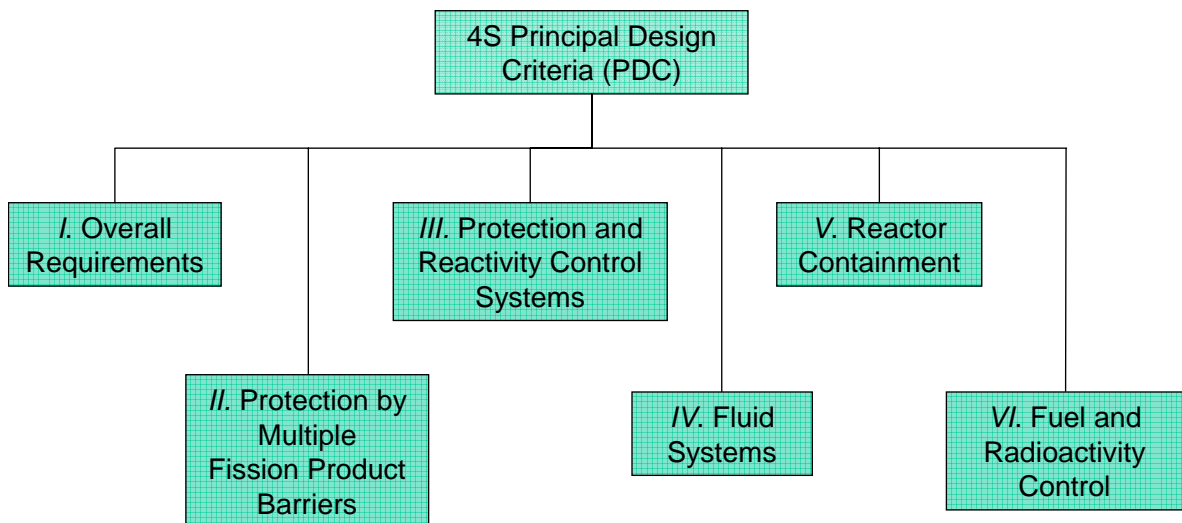 4S Principal Design
Criteria (PDC)
I. Overall
Requirements
II. Protection by
Multiple
Fission Product
Barriers
III. Protection and
Reactivity Control
Systems
IV. Fluid
Systems
V. Reactor
Containment
VI. Fuel and
Radioactivity
Control